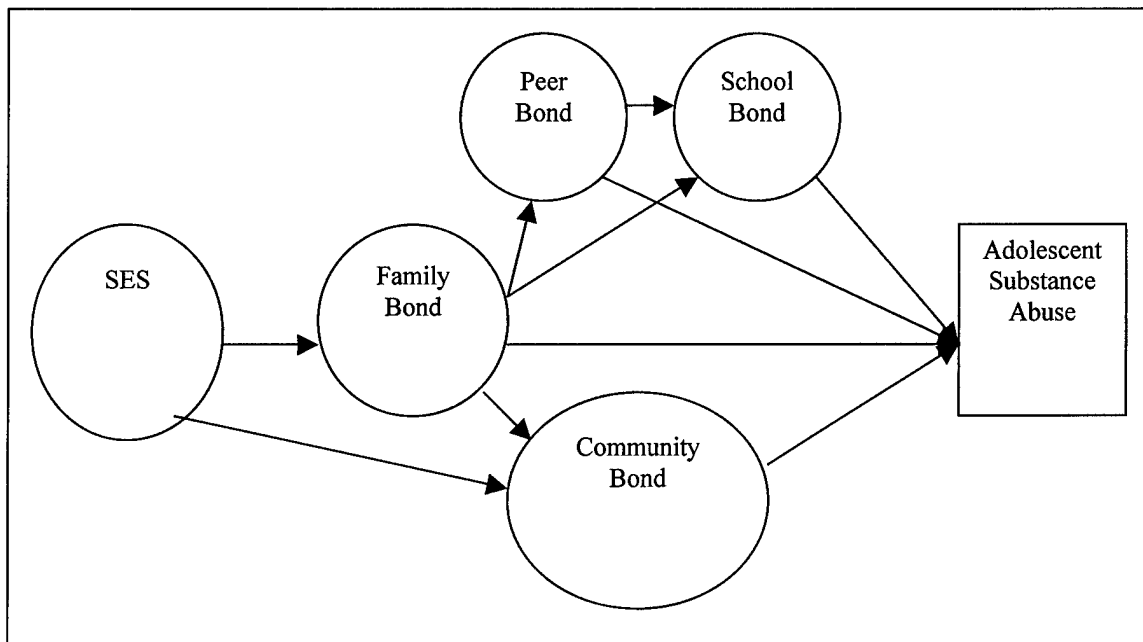 Peer
Bond
School
Bond
SES
Family
Bond
Adolescent
Substance
Abuse
Community
Bond